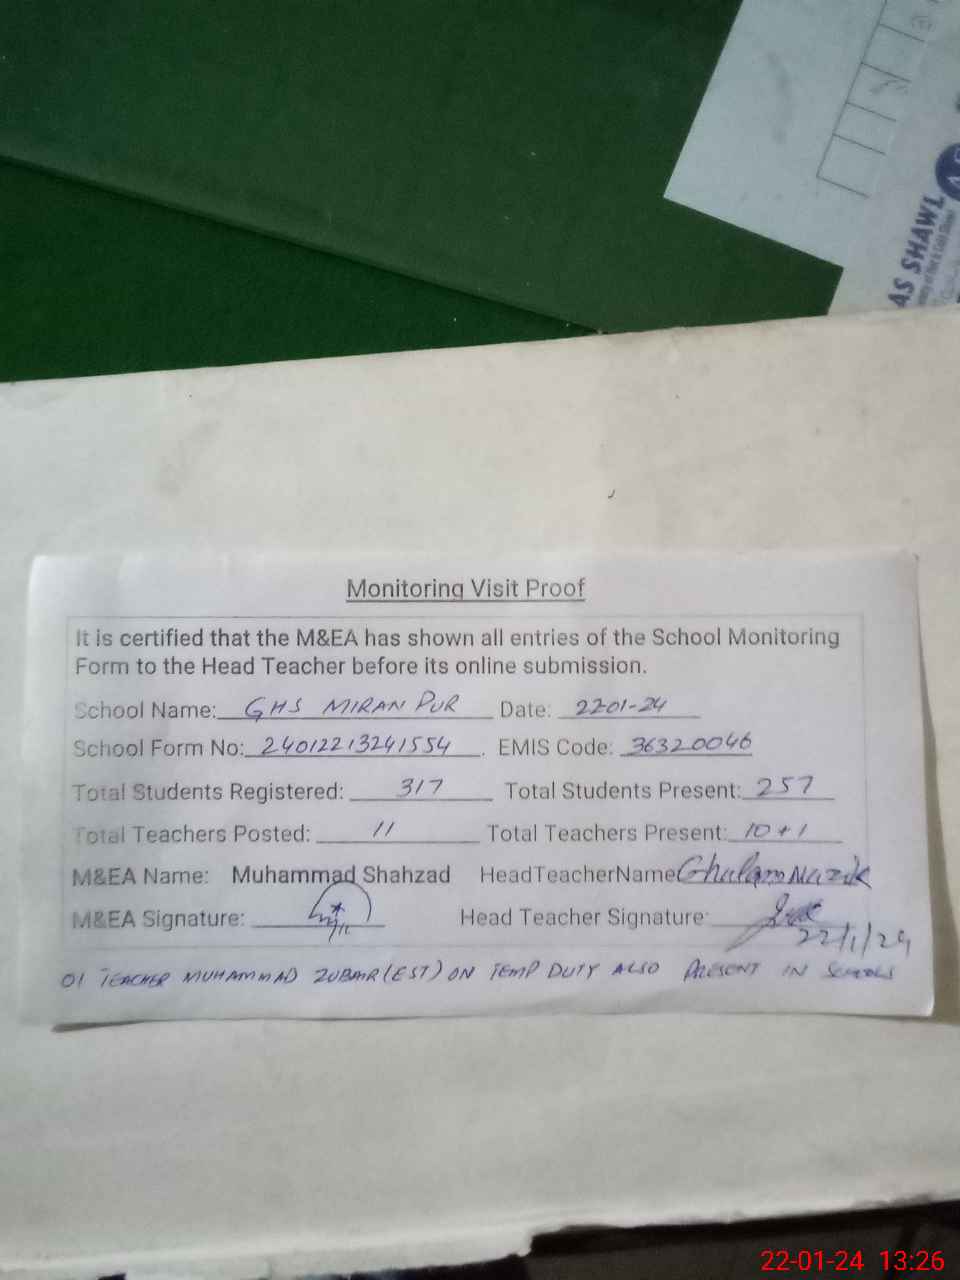 AS SHAWL
Monitoring Visit Proof
It is certified that the M&EA has shown all entries of the School Monitoring
Form to the Head Teacher before its online submission.
School Name: GHS MIRAN PUR Date: 22-01-24
School Form No: 24012213241554. EMIS Code: 36320046
Total Students Registered: 317 Total Students Present: 257
Total Teachers Posted: 11 Total Teachers Present: 10+1
M&EA Name: Muhammad Shahzad HeadTeacherName Ghulam Nazik
M&EA Signature: Head Teacher Signature:
22/1/24
01 TEACHER MUHAMMAD ZUBAIR (EST) ON TEMP DUTY ALSO PRESENT IN SCHOOLS
22-01-24 13:26